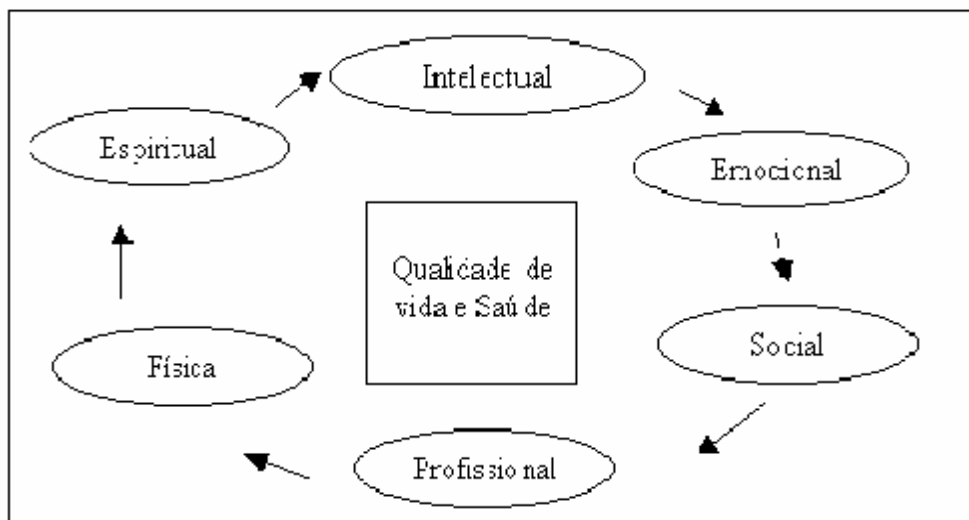 Intelectual
Espiritual
Emocional
Qualidade de
vida e Saúde
Social
Física
Profissional